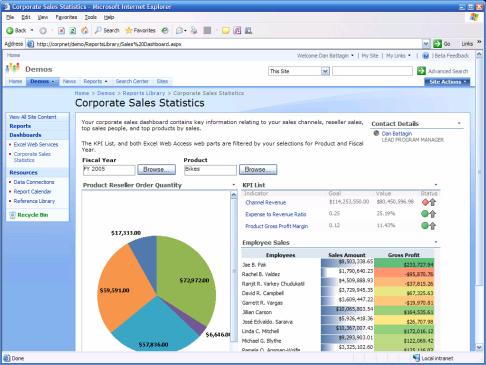 Corporate Sales Statistics - Microsoft Internet Explorer
File Edit View Favorites Tools Help
Back Search Favorites
Address http://corpnet/demo/ReportsLibrary/Sales%20Dashboard.aspx Go Links »
Home Welcome Dan Battagin | My Site | My Links | Beta Feedback
Demos This Site Advanced Search
Home Demos News Reports Search Center Sites Site Actions
Home > Demos > Reports Library > Corporate Sales Statistics
Corporate Sales Statistics
View All Site Content
Reports
Dashboards
Excel Web Services
Corporate Sales Statistics
Resources
Data Connections
Report Calendar
Reference Library
Recycle Bin
Your corporate dashboard contains key information relating to your sales channels, reseller sales,
top sales people, and top products by sales.
The KPI List, and both Excel Web Access web parts are filtered by your selections for Product and Fiscal
Year.
Contact Details
Dan Battagin
LEAD PROGRAM MANAGER
Fiscal Year Product
FY 2005 Browse... Bikes Browse...
Product Reseller Order Quantity
$17,333.00
$72,972.00
$59,591.00
$6,646.00
$57,836.00
KPI List
Indicator Goal Value Status
Channel Revenue $114,253,550.00 $80,450,596.98
Expense to Revenue Ratio 0.25 25.19%
Product Gross Profit Margin 0.12 11.43%
Employee Sales
Employees Sales Amount Gross Profit
Jae B. Pak $8,503,338.65 $233,727.94
Rachel B. Valdez $1,790,640.23 -$95,876.76
Ranjit R. Varkey Chudukatil $4,509,888.93 -$37,815.26
David R. Campbell $3,729,945.35 $67,325.63
Garrett R. Vargas $3,609,447.22 -$19,970.81
Jillian Carson $10,065,803.54 $164,535.61
José Edvaldo. Saraiva $5,926,418.36 $26,707.98
Linda C. Mitchell $10,367,007.43 $172,016.12
Michael G. Blythe $9,293,903.01 $122,069.42
Pamela O. Ansman-Wolfe $3,325,102.60
Done Local intranet